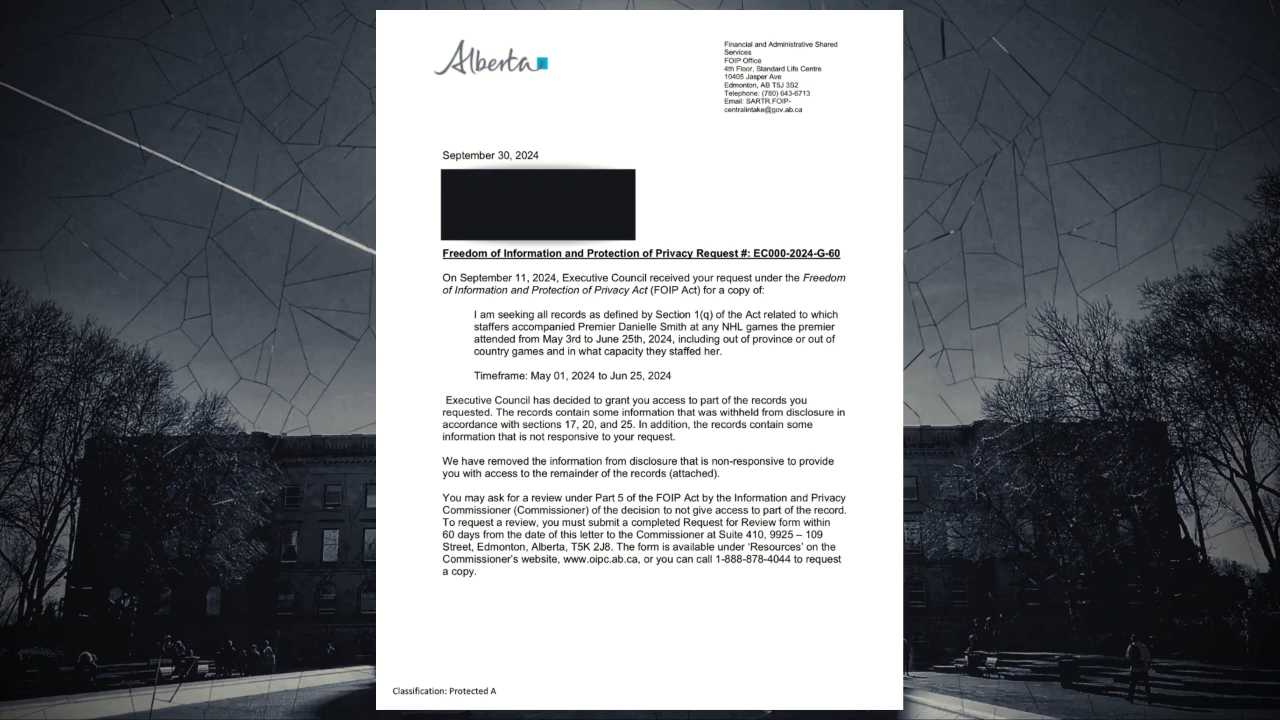 Alberta
Financial and Administrative Shared
Services
FOIP Office
4th Floor, Standard Life Centre
10405 Jasper Ave
Edmonton, AB T5J 3S2
Telephone: (780) 643-6713
Email: SARTR.FOIP-
centralintake@gov.ab.ca
September 30, 2024
Freedom of Information and Protection of Privacy Request #: EC000-2024-G-60
On September 11, 2024, Executive Council received your request under the Freedom
of Information and Protection of Privacy Act (FOIP Act) for a copy of:
I am seeking all records as defined by Section 1(q) of the Act related to which
staffers accompanied Premier Danielle Smith at any NHL games the premier
attended from May 3rd to June 25th, 2024, including out of province or out of
country games and in what capacity they staffed her.
Timeframe: May 01, 2024 to Jun 25, 2024
Executive Council has decided to grant you access to part of the records you
requested. The records contain some information that was withheld from disclosure in
accordance with sections 17, 20, and 25. In addition, the records contain some
information that is not responsive to your request.
We have removed the information from disclosure that is non-responsive to provide
you with access to the remainder of the records (attached).
You may ask for a review under Part 5 of the FOIP Act by the Information and Privacy
Commissioner (Commissioner) of the decision to not give access to part of the record.
To request a review, you must submit a completed Request for Review form within
60 days from the date of this letter to the Commissioner at Suite 410, 9925 – 109
Street, Edmonton, Alberta, T5K 2J8. The form is available under 'Resources' on the
Commissioner's website, www.oipc.ab.ca, or you can call 1-888-878-4044 to request
a copy.
Classification: Protected A